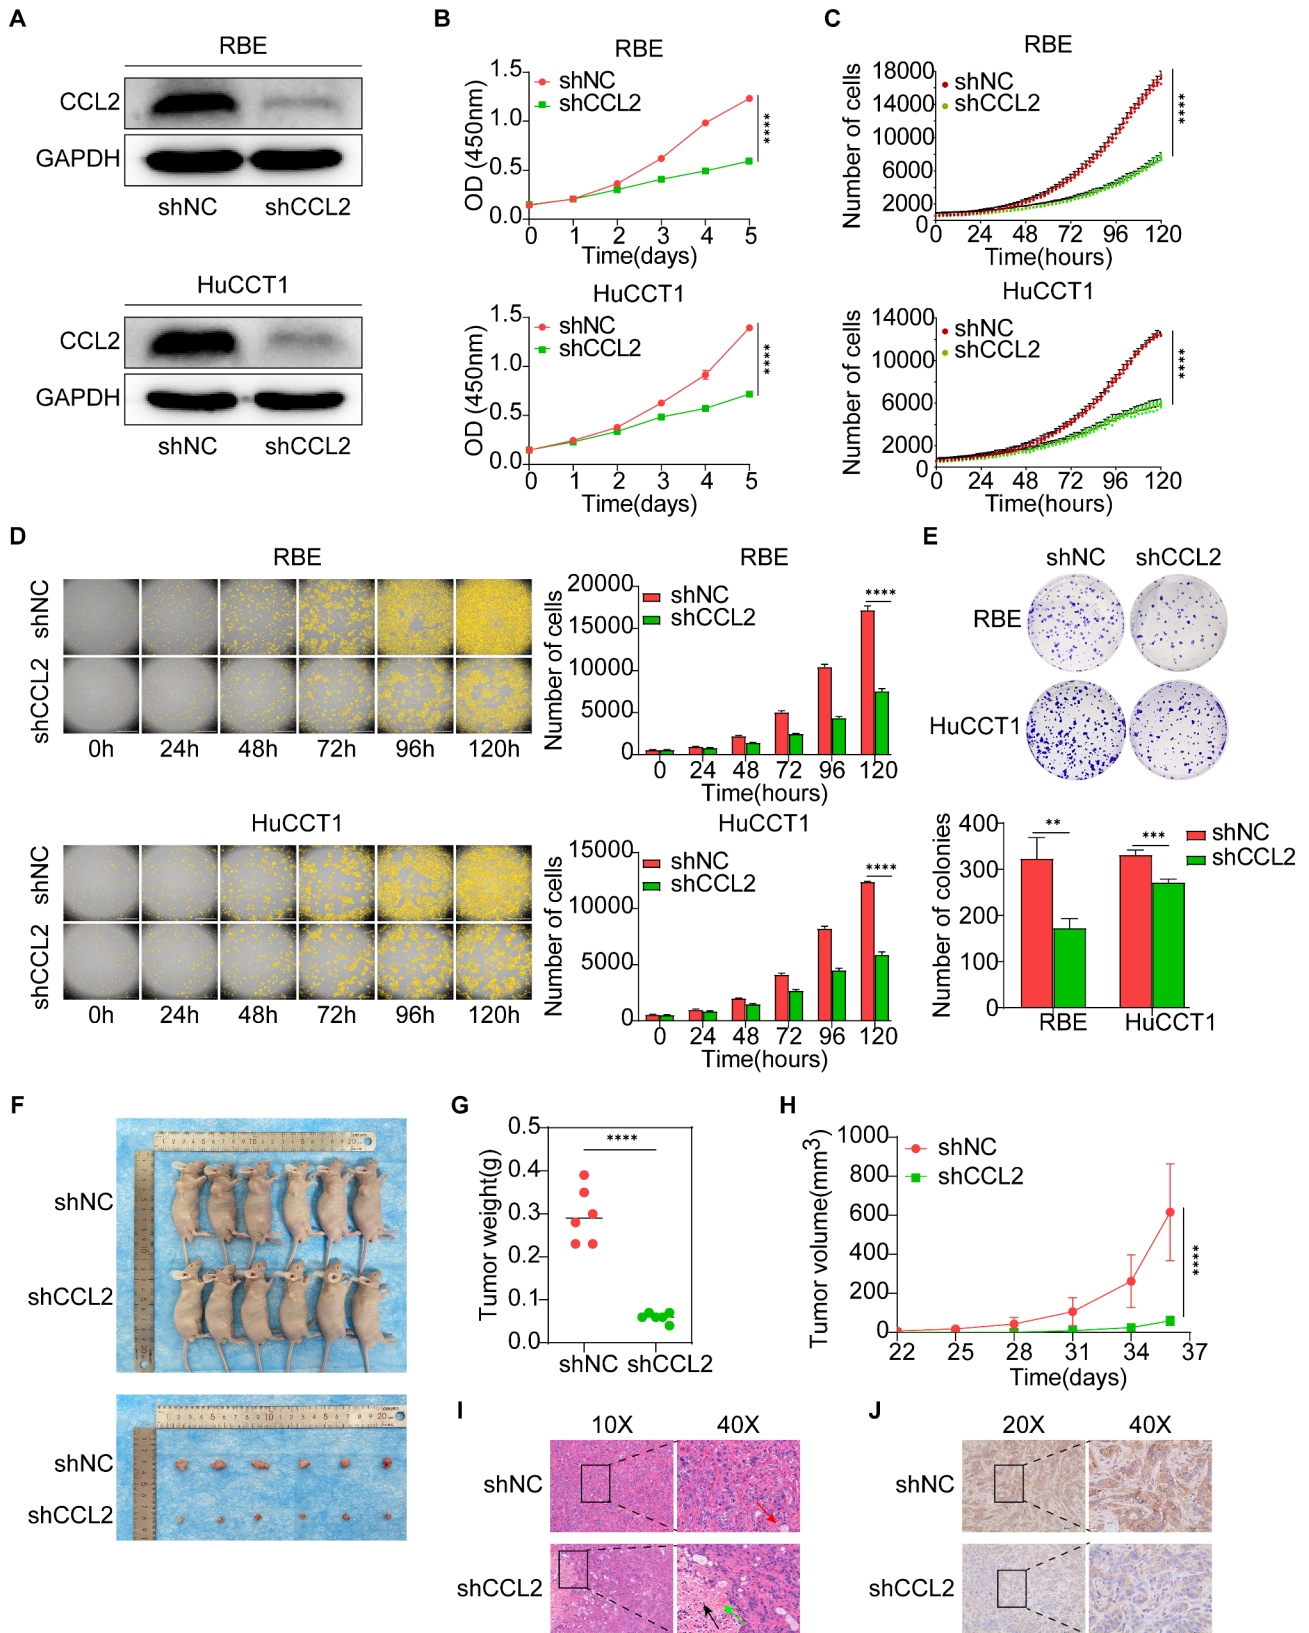 A
RBE
CCL2
GAPDH
shNC shCCL2
HuCCT1
CCL2
GAPDH
shNC shCCL2
B
RBE
OD (450nm)
1.5
1.0
0.5
0.0
shNC
shCCL2
****
0 1 2 3 4 5
Time(days)
HuCCT1
OD (450nm)
1.5
1.0
0.5
0.0
shNC
shCCL2
****
0 1 2 3 4 5
Time(days)
C
RBE
Number of cells
18000
14000
10000
6000
2000
0
shNC
shCCL2
****
0 24 48 72 96 120
Time(hours)
HuCCT1
Number of cells
14000
10000
6000
2000
0
shNC
shCCL2
****
0 24 48 72 96 120
Time(hours)
D
RBE
shNC
shCCL2
0h 24h 48h 72h 96h 120h
RBE
Number of cells
20000
15000
10000
5000
0
shNC
shCCL2
****
0 24 48 72 96 120
Time(hours)
HuCCT1
shNC
shCCL2
0h 24h 48h 72h 96h 120h
HuCCT1
Number of cells
15000
10000
5000
0
shNC
shCCL2
****
0 24 48 72 96 120
Time(hours)
E
shNC shCCL2
RBE
HuCCT1
Number of colonies
400
300
200
100
0
** ***
shNC
shCCL2
RBE HuCCT1
F
shNC
shCCL2
shNC
shCCL2
G
Tumor weight(g)
0.5
0.4
0.3
0.2
0.1
0.0
****
shNC shCCL2
H
Tumor volume(mm3)
1000
800
600
400
200
0
shNC
shCCL2
****
22 25 28 31 34 37
Time(days)
I
10X 40X
shNC
shCCL2
J
20X 40X
shNC
shCCL2